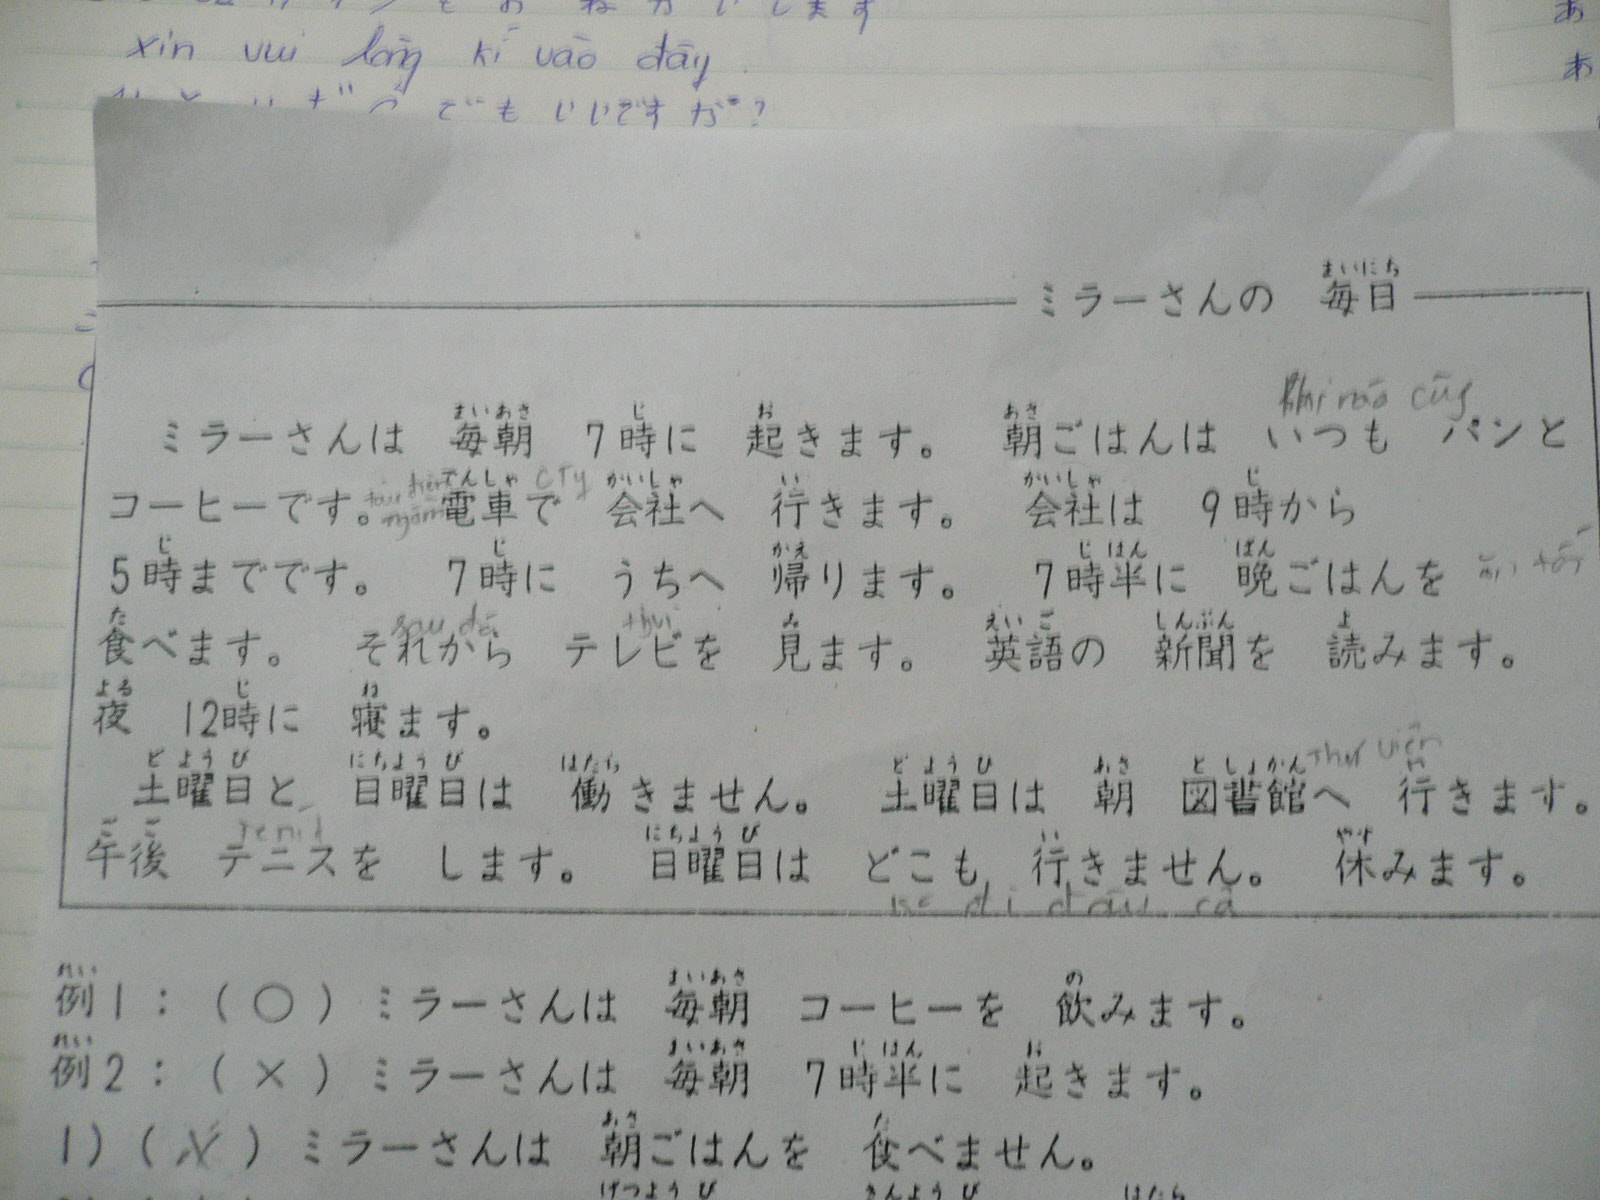 xin vui lòng kí vào đây
でもいいですか?
あ
あ
ミラーさんの 毎日
まいにち
khi nào cũng
まいあさ じ お あさ
ミラーさんは 毎朝 7時に 起きます。 朝ごはんは いつも パンと
でんしゃ CTY かいしゃ い かいしゃ じ
コーヒーです。 電車で 会社へ 行きます。 会社は 9時から
じ じ かえ じ はん ばん
5時までです。 7時に うちへ 帰ります。 7時半に 晩ごはんを ăn tối
た sau đó thui み えいご しんぶん よ
食べます。 それから テレビを 見ます。 英語の 新聞を 読みます。
よる じ ね
夜 12時に 寝ます。
どようび にちようび はたら どようび あさ としょかん Thư viện い
土曜日と 日曜日は 働きません。 土曜日は 朝 図書館へ 行きます。
ごご Tenit にちようび い やす
午後 テニスを します。 日曜日は どこも 行きません。 休みます。
đi đâu cả
れい まいあさ の
例1:(○)ミラーさんは 毎朝 コーヒーを 飲みます。
れい まいあさ じ はん お
例2:(×)ミラーさんは 毎朝 7時半に 起きます。
あさ た
1)(X)ミラーさんは 朝ごはんを 食べません。
げつようび きんようび はたら